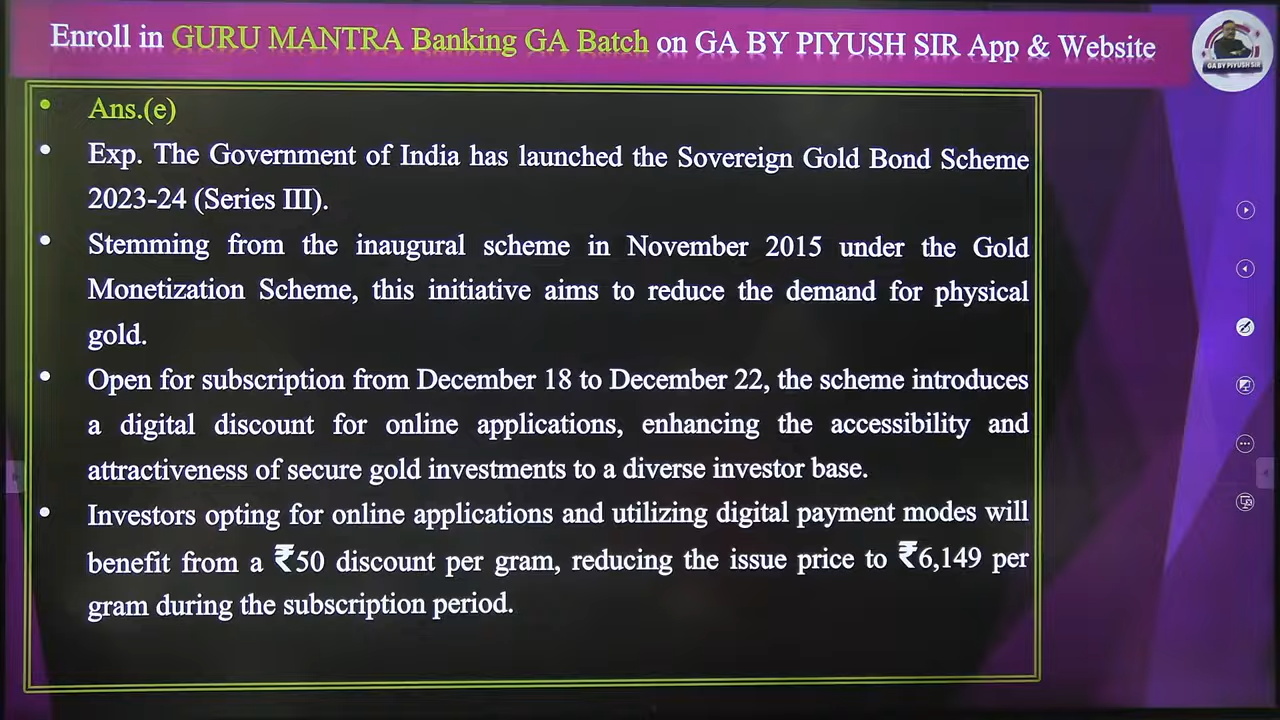 Enroll in GURU MANTRA Banking GA Batch on GA BY PIYUSH SIR App & Website
GA BY PIYUSH SIR
• Ans.(e)
• Exp. The Government of India has launched the Sovereign Gold Bond Scheme
2023-24 (Series III).
• Stemming from the inaugural scheme in November 2015 under the Gold
Monetization Scheme, this initiative aims to reduce the demand for physical
gold.
• Open for subscription from December 18 to December 22, the scheme introduces
a digital discount for online applications, enhancing the accessibility and
attractiveness of secure gold investments to a diverse investor base.
• Investors opting for online applications and utilizing digital payment modes will
benefit from a ₹50 discount per gram, reducing the issue price to ₹6,149 per
gram during the subscription period.